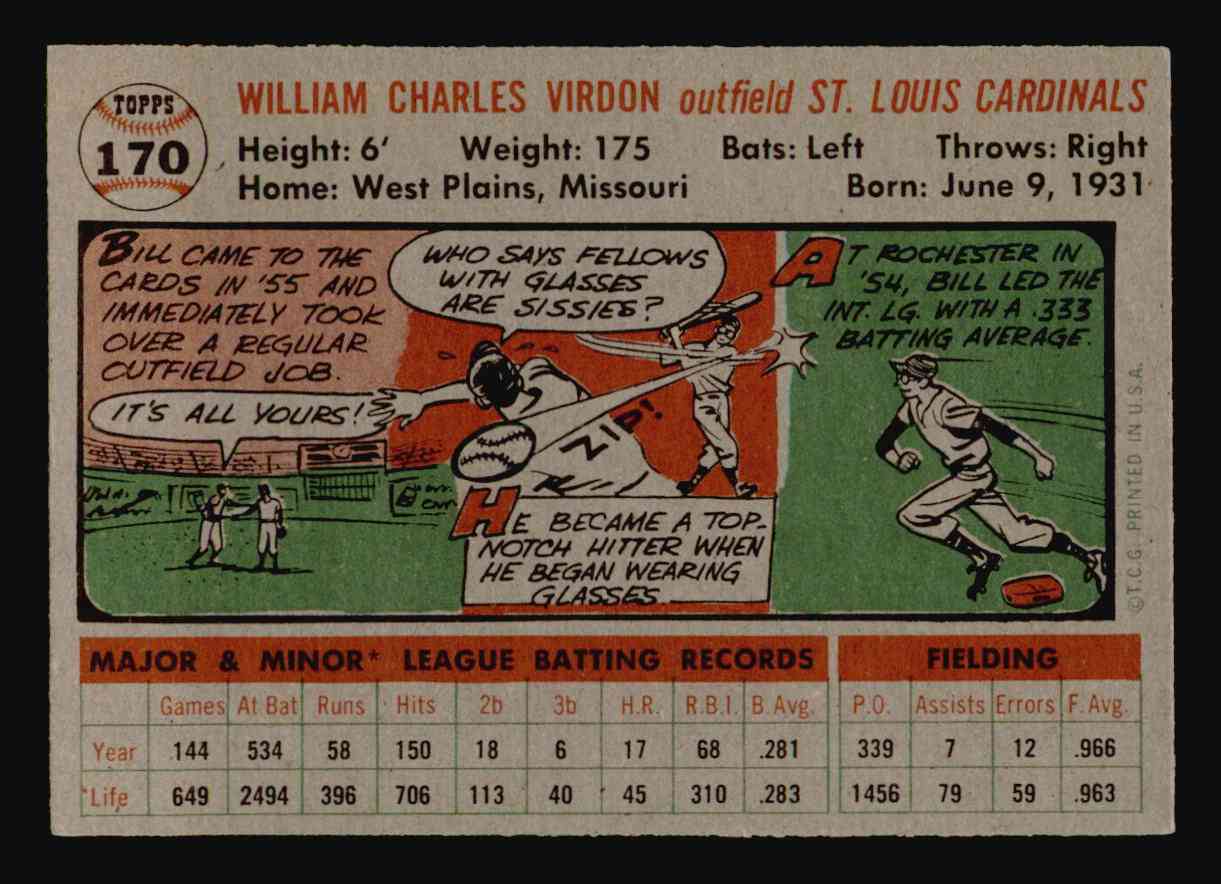 TOPPS
170
WILLIAM CHARLES VIRDON outfield ST. LOUIS CARDINALS
Height: 6' Weight: 175 Bats: Left Throws: Right
Home: West Plains, Missouri Born: June 9, 1931
BILL CAME TO THE
CARDS IN '55 AND
IMMEDIATELY TOOK
OVER A REGULAR
OUTFIELD JOB.
IT'S ALL YOURS!
WHO SAYS FELLOWS
WITH GLASSES
ARE SISSIES?
ZIP!
HE BECAME A TOP-
NOTCH HITTER WHEN
HE BEGAN WEARING
GLASSES.
AT ROCHESTER IN
'54, BILL LED THE
INT. LG. WITH A .333
BATTING AVERAGE.
©T.C.G. PRINTED IN U.S.A.
MAJOR & MINOR* LEAGUE BATTING RECORDS FIELDING
Games At Bat Runs Hits 2b 3b H.R. R.B.I. B. Avg. P.O. Assists Errors F. Avg.
Year 144 534 58 150 18 6 17 68 .281 339 7 12 .966
*Life 649 2494 396 706 113 40 45 310 .283 1456 79 59 .963